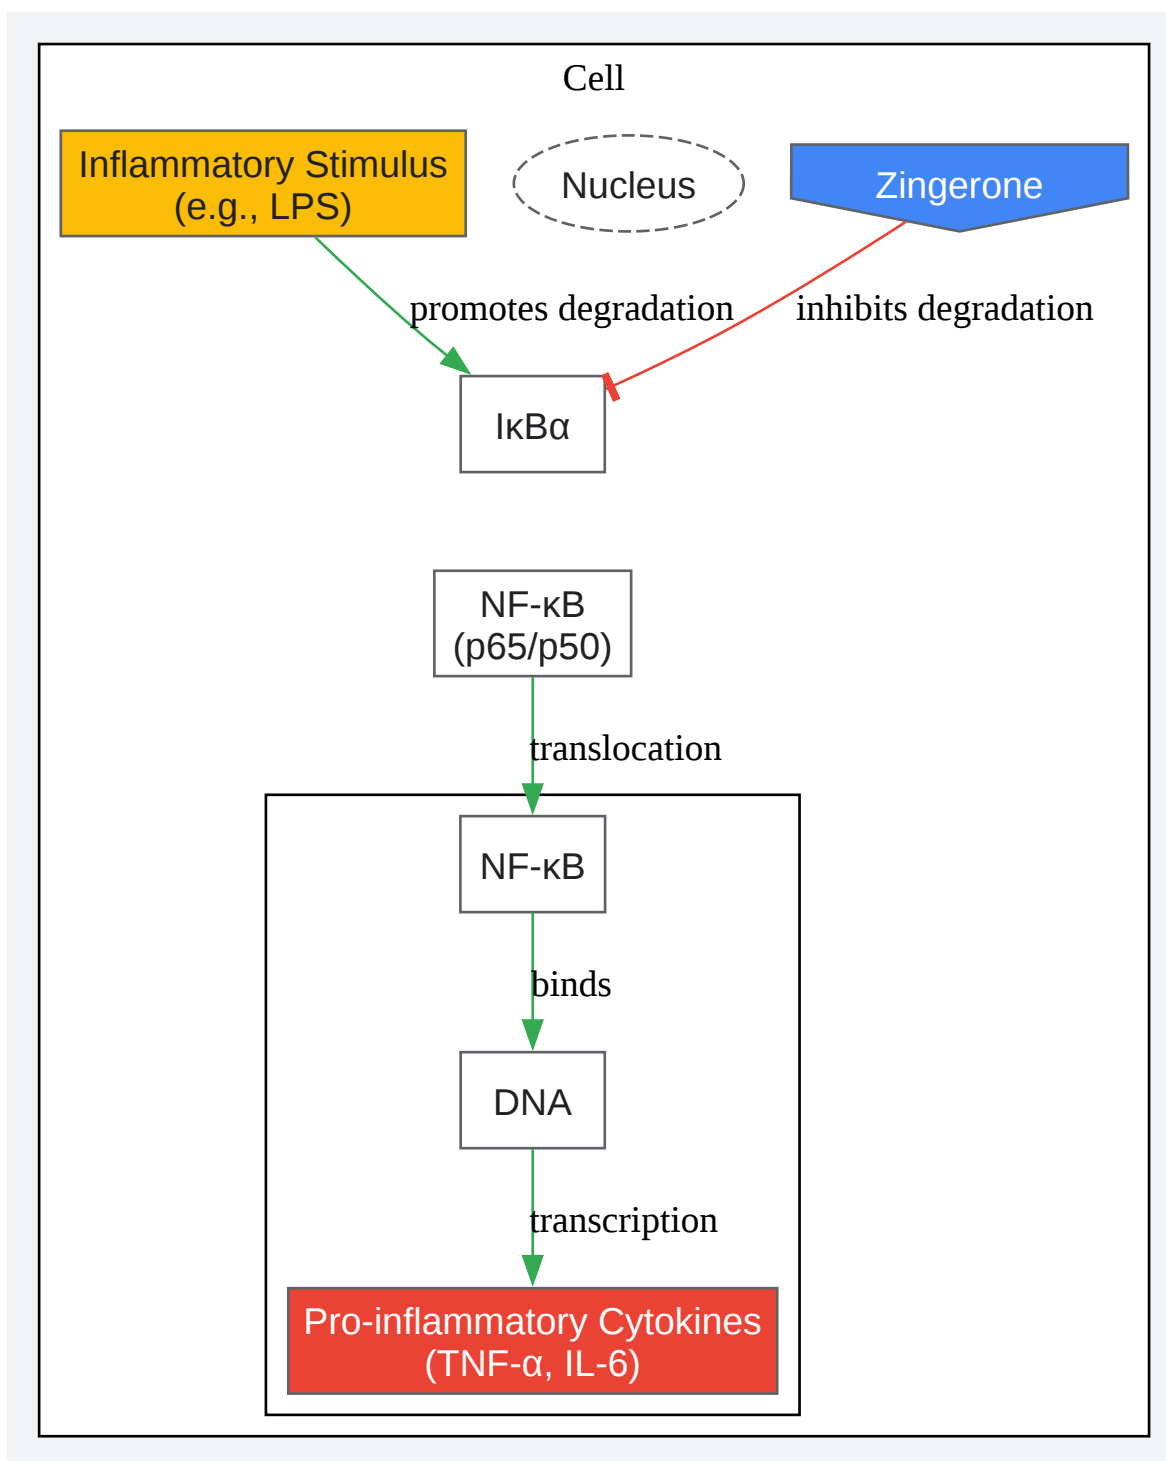 Cell
Inflammatory Stimulus
(e.g., LPS)
Nucleus
Zingerone
promotes degradation
inhibits degradation
IκBα
NF-κB
(p65/p50)
translocation
NF-κB
binds
DNA
transcription
Pro-inflammatory Cytokines
(TNF-α, IL-6)